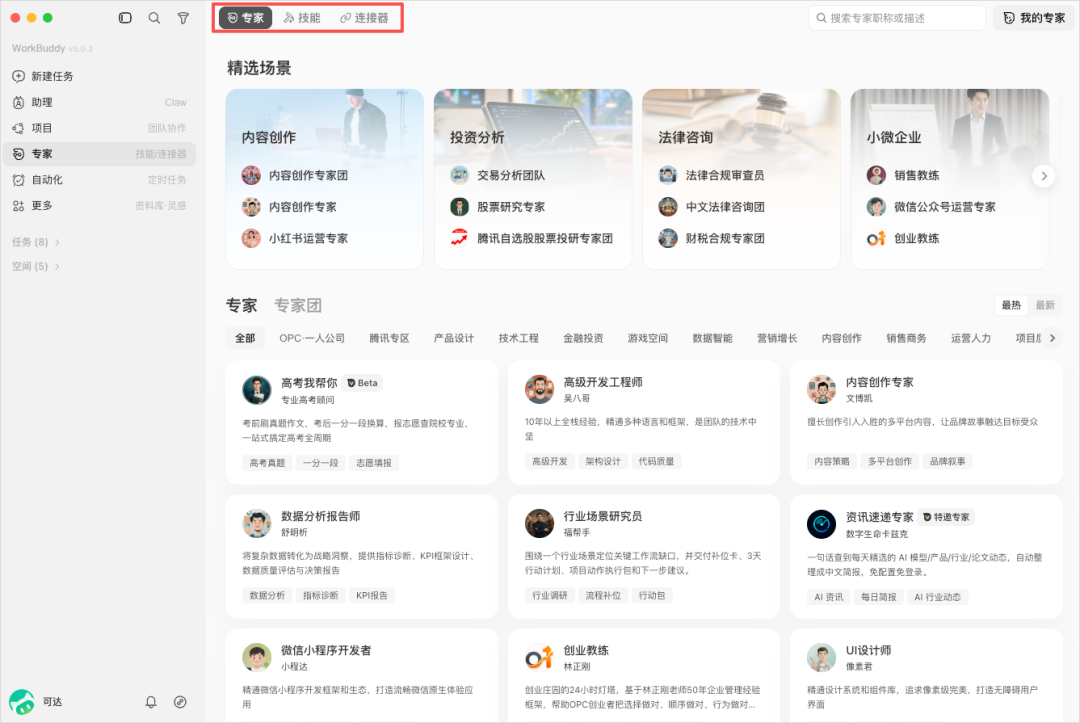 专家
技能
连接器
搜索专家职称或描述
我的专家
WorkBuddy v5.0.3
新建任务
助理 Claw
项目 团队协作
专家 技能/连接器
自动化 定时任务
更多 资料库·灵感
任务 (8)
空间 (5)
可达
精选场景
内容创作
内容创作专家团
内容创作专家
小红书运营专家
投资分析
交易分析团队
股票研究专家
腾讯自选股股票投研专家团
法律咨询
法律合规审查员
中文法律咨询团
财税合规专家团
小微企业
销售教练
微信公众号运营专家
创业教练
专家 专家团
最热 最新
全部 OPC·一人公司 腾讯专区 产品设计 技术工程 金融投资 游戏空间 数据智能 营销增长 内容创作 销售商务 运营人力
高考我帮你 Beta
专业高考顾问
考前刷真题作文，考后一分一段换算，报志愿查院校专业，
一站式搞定高考全周期
高考真题 一分一段 志愿填报
高级开发工程师
吴八哥
10年以上全栈经验，精通多种语言和框架，是团队的技术中
坚
高级开发 架构设计 代码质量
内容创作专家
文博凯
擅长创作引人入胜的多平台内容，让品牌故事触达目标受众
内容策略 多平台创作 品牌叙事
数据分析报告师
舒明析
将复杂数据转化为战略洞察，提供指标诊断、KPI框架设计、
数据质量评估与决策报告
数据分析 指标诊断 KPI报告
行业场景研究员
福帮手
围绕一个行业场景定位关键工作流缺口，并交付补位卡、3天
行动计划、项目动作执行包和下一步建议。
行业调研 流程补位 行动包
资讯速递专家 特邀专家
数字生命卡兹克
一句话查到每天精选的 AI 模型/产品/行业/论文动态，自动整
理成中文简报，免配置免登录。
AI 资讯 每日简报 AI 行业动态
微信小程序开发者
小程达
精通微信小程序开发框架和生态，打造流畅微信原生体验应
用
创业教练
林正刚
创业庄园的24小时灯塔，基于林正刚老师50年企业管理经验
框架，帮助OPC创业者把选择做对、顺序做对、行为做对...
UI设计师
像素君
精通设计系统和组件库，追求像素级完美，打造无障碍用户
界面